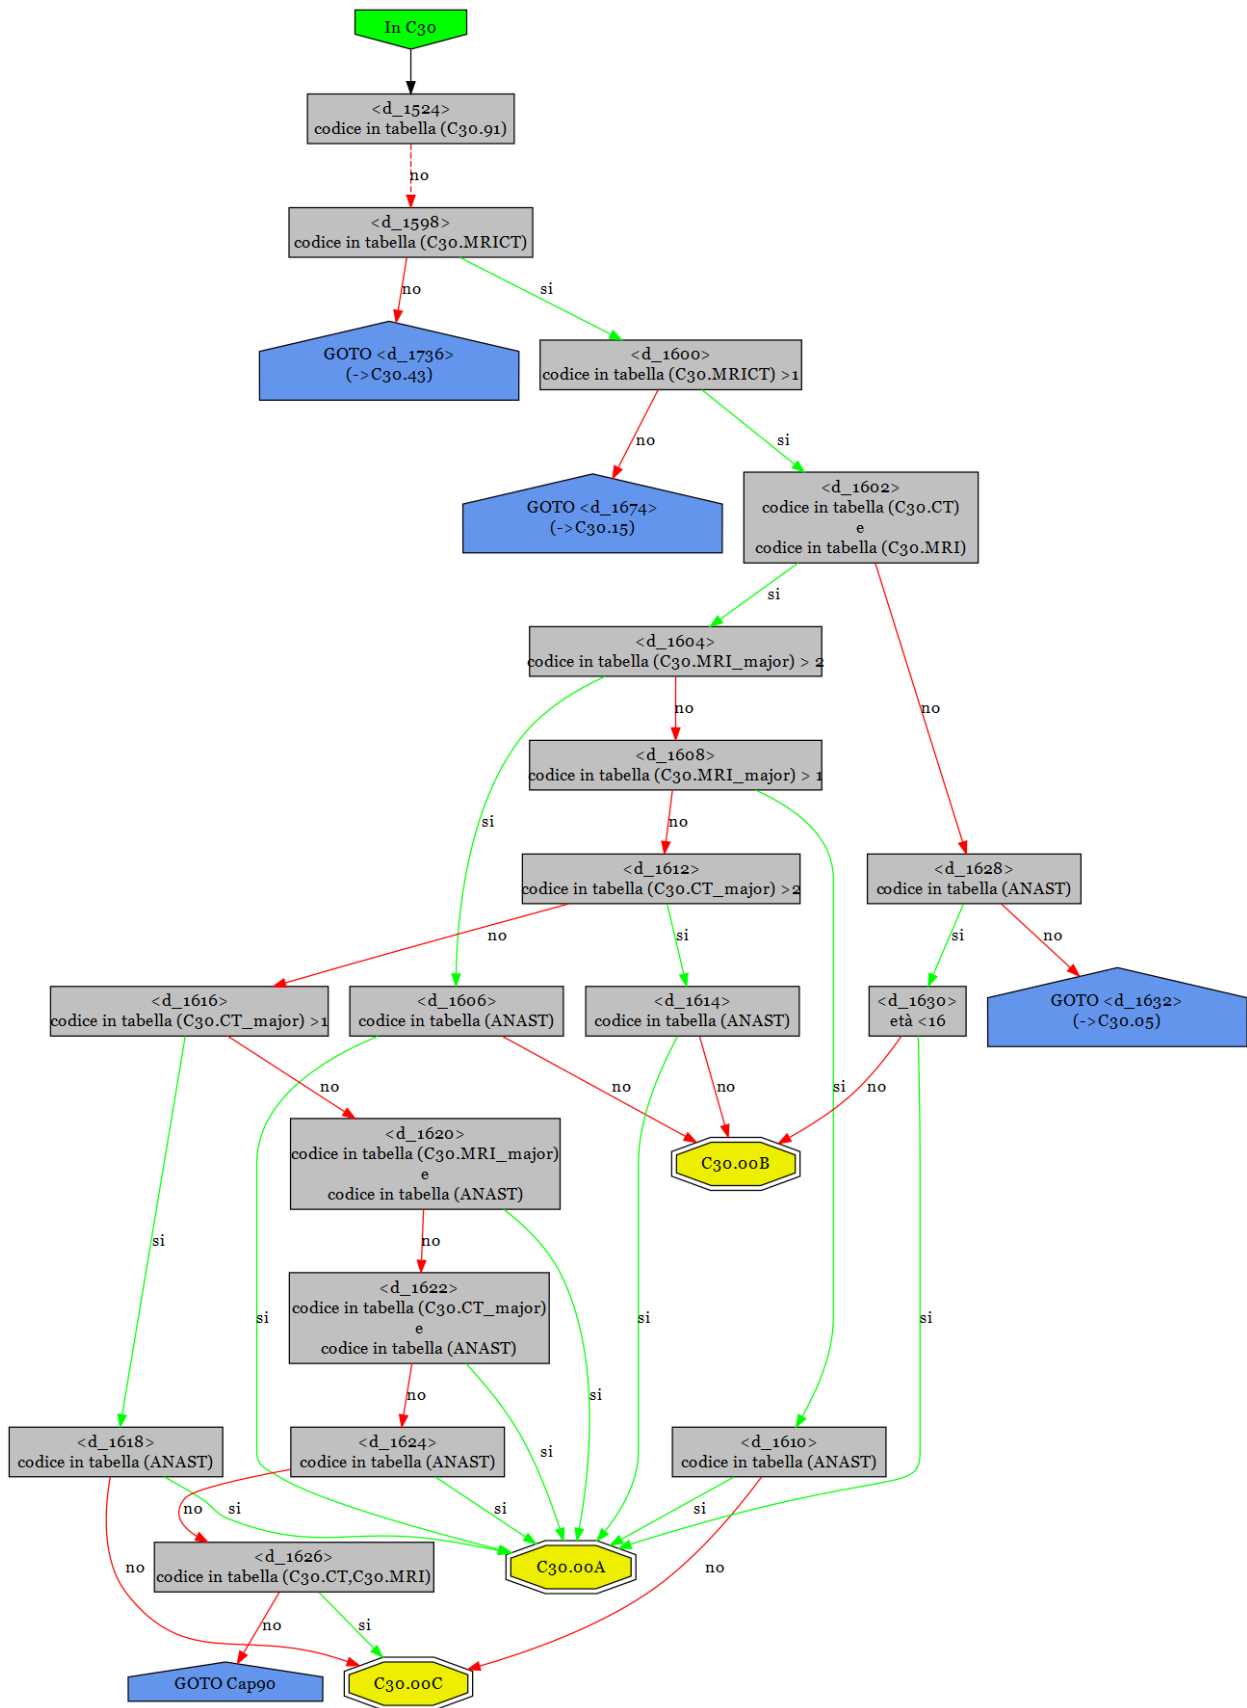 In C30
<d_1524>
codice in tabella (C30.91)
no
<d_1598>
codice in tabella (C30.MRICT)
no
si
GOTO <d_1736>
(->C30.43)
<d_1600>
codice in tabella (C30.MRICT) >1
no
si
GOTO <d_1674>
(->C30.15)
<d_1602>
codice in tabella (C30.CT)
e
codice in tabella (C30.MRI)
si
no
<d_1604>
codice in tabella (C30.MRI_major) > 2
si
no
<d_1608>
codice in tabella (C30.MRI_major) > 1
no
si
<d_1612>
codice in tabella (C30.CT_major) >2
no
si
<d_1628>
codice in tabella (ANAST)
si
no
<d_1616>
codice in tabella (C30.CT_major) >1
si
no
<d_1606>
codice in tabella (ANAST)
si
no
<d_1614>
codice in tabella (ANAST)
si
no
<d_1630>
età <16
no
si
GOTO <d_1632>
(->C30.05)
<d_1620>
codice in tabella (C30.MRI_major)
e
codice in tabella (ANAST)
no
si
C30.00B
<d_1622>
codice in tabella (C30.CT_major)
e
codice in tabella (ANAST)
no
si
<d_1618>
codice in tabella (ANAST)
no
si
<d_1624>
codice in tabella (ANAST)
no
si
<d_1610>
codice in tabella (ANAST)
si
no
<d_1626>
codice in tabella (C30.CT,C30.MRI)
no
si
C30.00A
GOTO Cap90
C30.00C